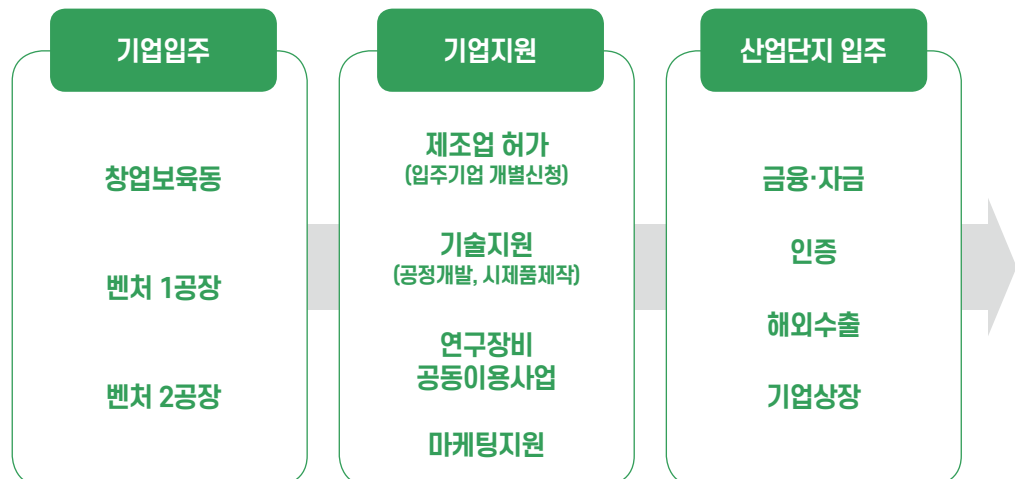 기업입주
창업보육동
벤처 1공장
벤처 2공장
기업지원
제조업 허가
(입주기업 개별신청)
기술지원
(공정개발, 시제품제작)
연구장비
공동이용사업
마케팅지원
산업단지 입주
금융·자금
인증
해외수출
기업상장